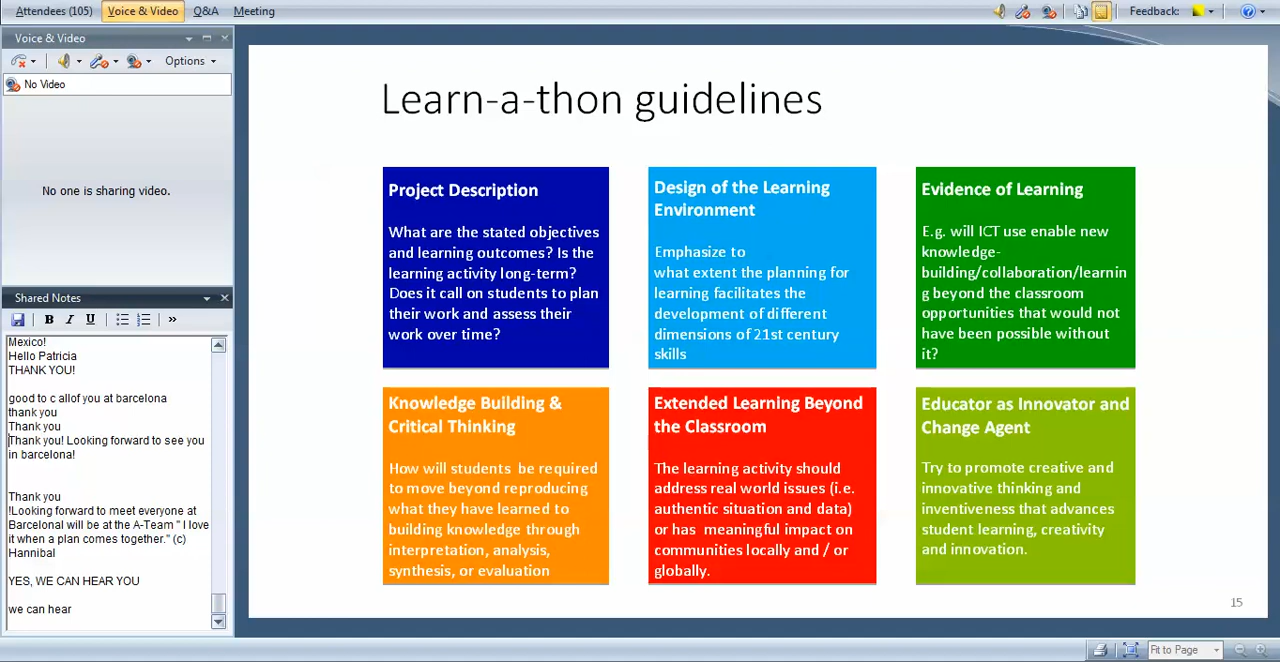 Attendees (105) Voice & Video Q&A Meeting Feedback:
Voice & Video
Options
No Video
No one is sharing video.
Shared Notes
B I U »
Mexico!
Hello Patricia
THANK YOU!
good to c allof you at barcelona
thank you
Thank you
Thank you! Looking forward to see you
in barcelona!
Thank you
!Looking forward to meet everyone at
Barcelonal will be at the A-Team " I love
it when a plan comes together." (c)
Hannibal
YES, WE CAN HEAR YOU
we can hear
Learn-a-thon guidelines
Project Description
What are the stated objectives
and learning outcomes? Is the
learning activity long-term?
Does it call on students to plan
their work and assess their
work over time?
Design of the Learning
Environment
Emphasize to
what extent the planning for
learning facilitates the
development of different
dimensions of 21st century
skills
Evidence of Learning
E.g. will ICT use enable new
knowledge-
building/collaboration/learnin
g beyond the classroom
opportunities that would not
have been possible without
it?
Knowledge Building &
Critical Thinking
How will students be required
to move beyond reproducing
what they have learned to
building knowledge through
interpretation, analysis,
synthesis, or evaluation
Extended Learning Beyond
the Classroom
The learning activity should
address real world issues (i.e.
authentic situation and data)
or has meaningful impact on
communities locally and / or
globally.
Educator as Innovator and
Change Agent
Try to promote creative and
innovative thinking and
inventiveness that advances
student learning, creativity
and innovation.
15
Fit to Page